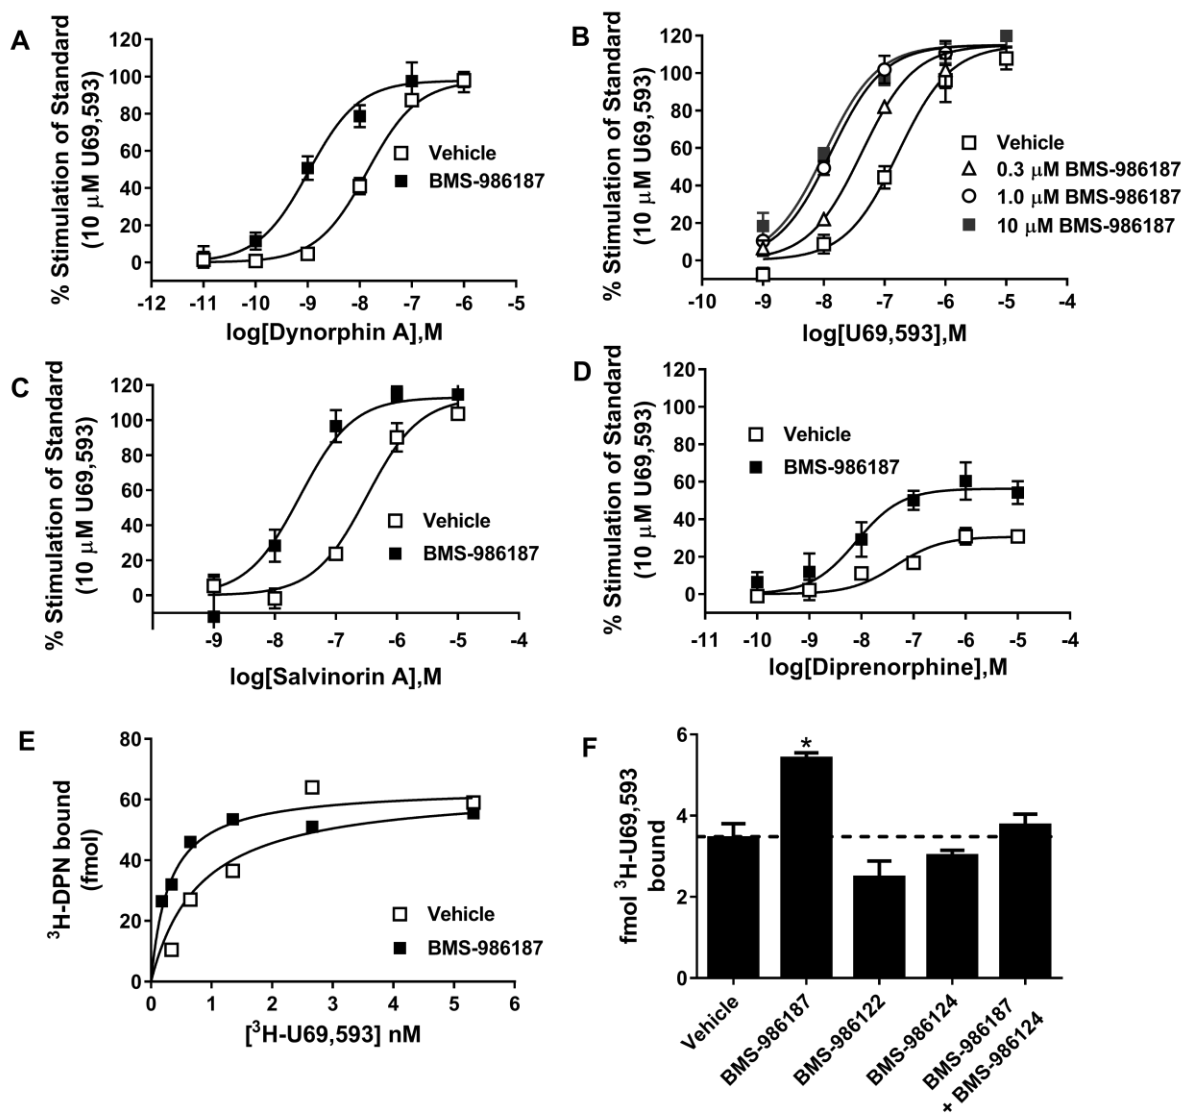 A
% Stimulation of Standard
(10 µM U69,593)
120
100
80
60
40
20
0
Vehicle
BMS-986187
-12 -11 -10 -9 -8 -7 -6 -5
log[Dynorphin A],M
B
% Stimulation of Standard
(10 µM U69,593)
120
100
80
60
40
20
0
Vehicle
0.3 µM BMS-986187
1.0 µM BMS-986187
10 µM BMS-986187
-10 -9 -8 -7 -6 -5 -4
log[U69,593],M
C
% Stimulation of Standard
(10 µM U69,593)
120
100
80
60
40
20
0
Vehicle
BMS-986187
-9 -8 -7 -6 -5 -4
log[Salvinorin A],M
D
% Stimulation of Standard
(10 µM U69,593)
120
100
80
60
40
20
0
Vehicle
BMS-986187
-11 -10 -9 -8 -7 -6 -5 -4
log[Diprenorphine],M
E
³H-DPN bound
(fmol)
80
60
40
20
0
Vehicle
BMS-986187
0 1 2 3 4 5 6
[³H-U69,593] nM
F
fmol ³H-U69,593
bound
6
4
2
0
*
Vehicle
BMS-986187
BMS-986122
BMS-986124
BMS-986187
+ BMS-986124